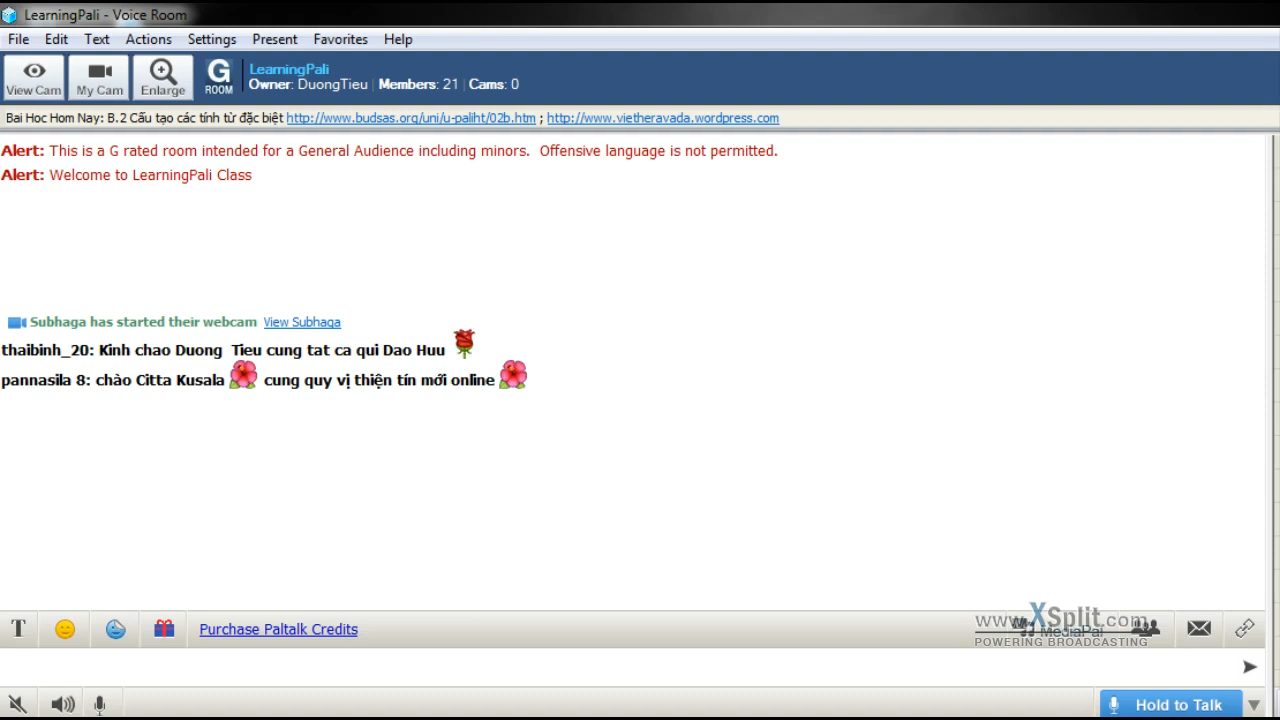 LearningPali - Voice Room
File Edit Text Actions Settings Present Favorites Help
View Cam My Cam Enlarge G ROOM
LearningPali
Owner: DuongTieu | Members: 21 | Cams: 0
Bai Hoc Hom Nay: B.2 Cấu tạo các tính từ đặc biệt http://www.budsas.org/uni/u-paliht/02b.htm ; http://www.vietheravada.wordpress.com
Alert: This is a G rated room intended for a General Audience including minors. Offensive language is not permitted.
Alert: Welcome to LearningPali Class
Subhaga has started their webcam View Subhaga
thaibinh_20: Kinh chao Duong Tieu cung tat ca qui Dao Huu
pannasila 8: chào Citta Kusala cung quy vị thiện tín mới online
T Purchase Paltalk Credits
www.XSplit.com
MediaPal
POWERING BROADCASTING
Hold to Talk